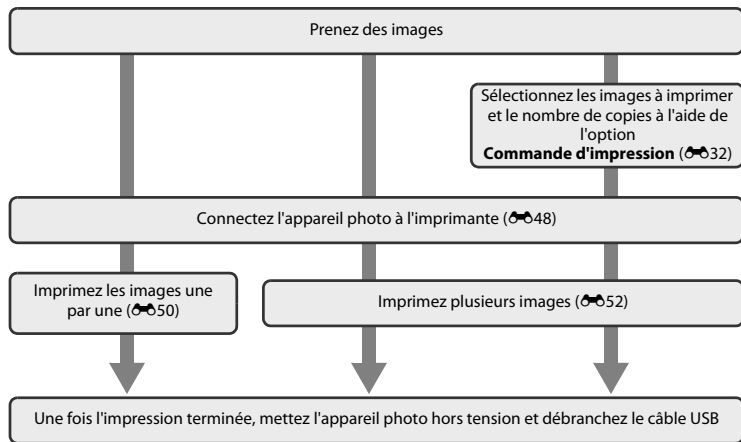 Prenez des images
Sélectionnez les images à imprimer
et le nombre de copies à l'aide de
l'option
Commande d'impression (32)
Connectez l'appareil photo à l'imprimante (48)
Imprimez les images une
par une (50)
Imprimez plusieurs images (52)
Une fois l'impression terminée, mettez l'appareil photo hors tension et débranchez le câble USB